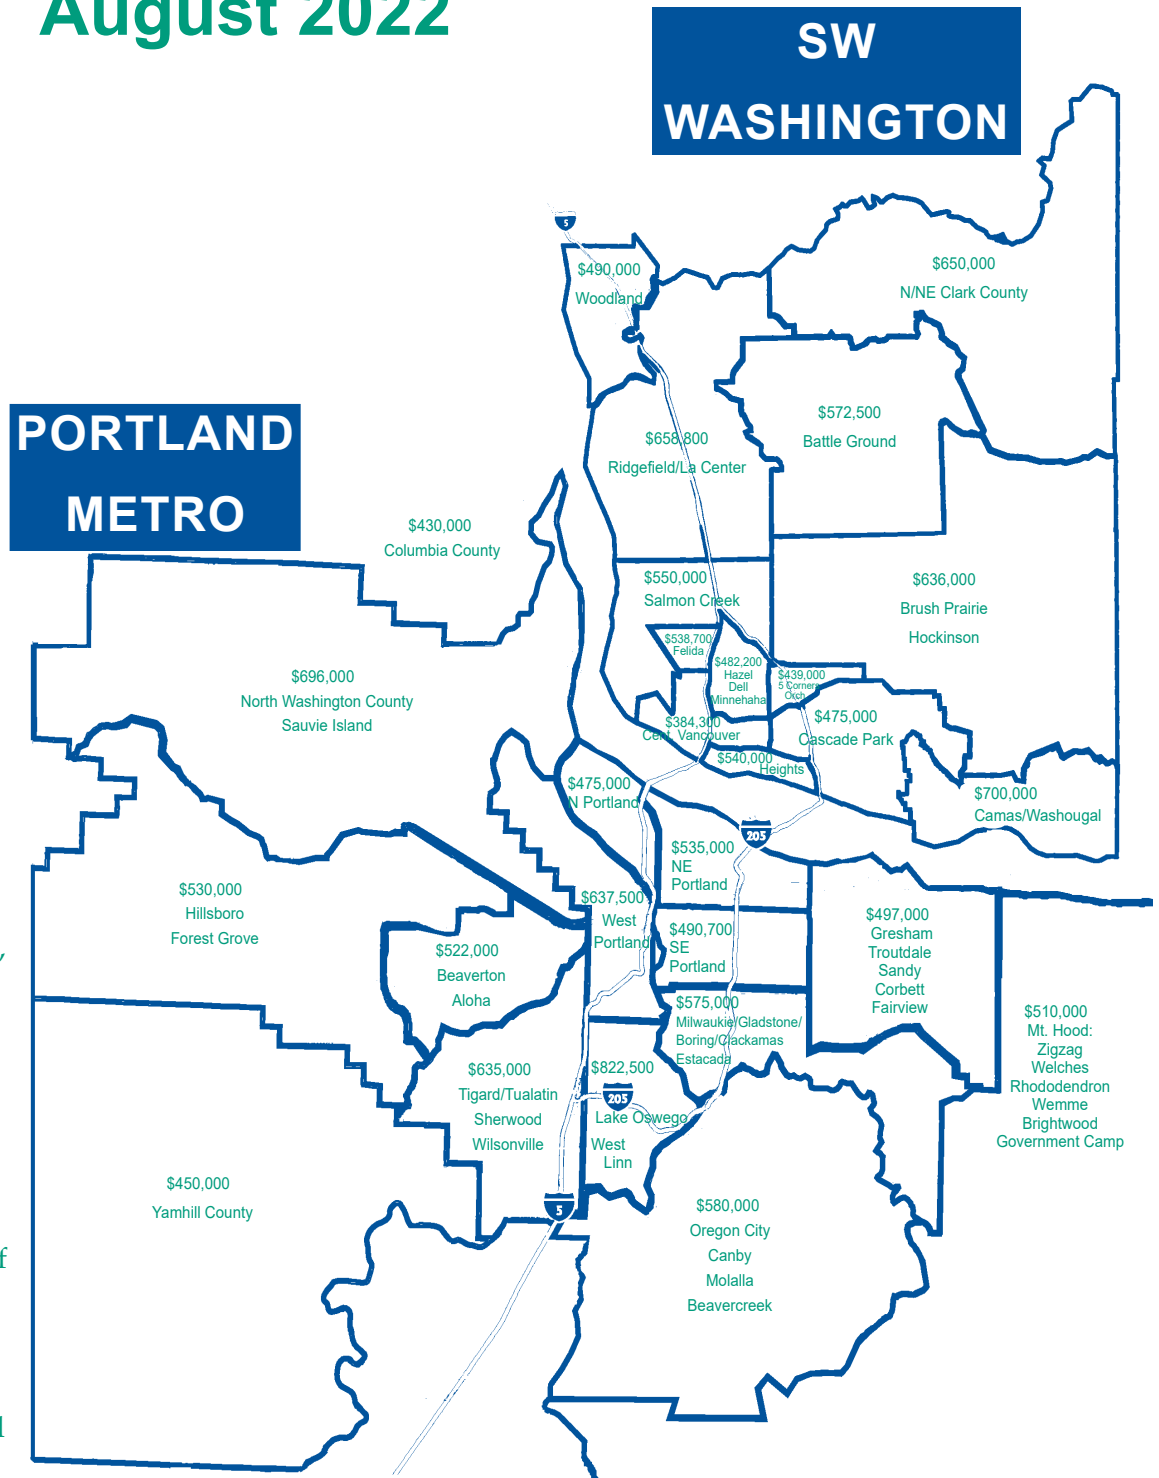 August 2022
SW
WASHINGTON
5
$490,000
Woodland
$650,000
N/NE Clark County
$572,500
Battle Ground
$658,800
Ridgefield/La Center
PORTLAND
METRO
$430,000
Columbia County
$550,000
Salmon Creek
$636,000
Brush Prairie
Hockinson
$538,700
Felida
$482,200
Hazel
Dell
Minnehaha
$439,000
5 Corners
Orch
$696,000
North Washington County
Sauvie Island
$384,300
Cent. Vancouver
$475,000
Cascade Park
$540,000
Heights
$475,000
N Portland
$700,000
Camas/Washougal
205
$535,000
NE
Portland
$530,000
Hillsboro
Forest Grove
$637,500
West
Portland
$490,700
SE
Portland
$497,000
Gresham
Troutdale
Sandy
Corbett
Fairview
$522,000
Beaverton
Aloha
$575,000
Milwaukie/Gladstone/
Boring/Clackamas
Estacada
$510,000
Mt. Hood:
Zigzag
Welches
Rhododendron
Wemme
Brightwood
Government Camp
$635,000
Tigard/Tualatin
Sherwood
Wilsonville
$822,500
205
Lake Oswego
West
Linn
$450,000
Yamhill County
5
$580,000
Oregon City
Canby
Molalla
Beavercreek
f